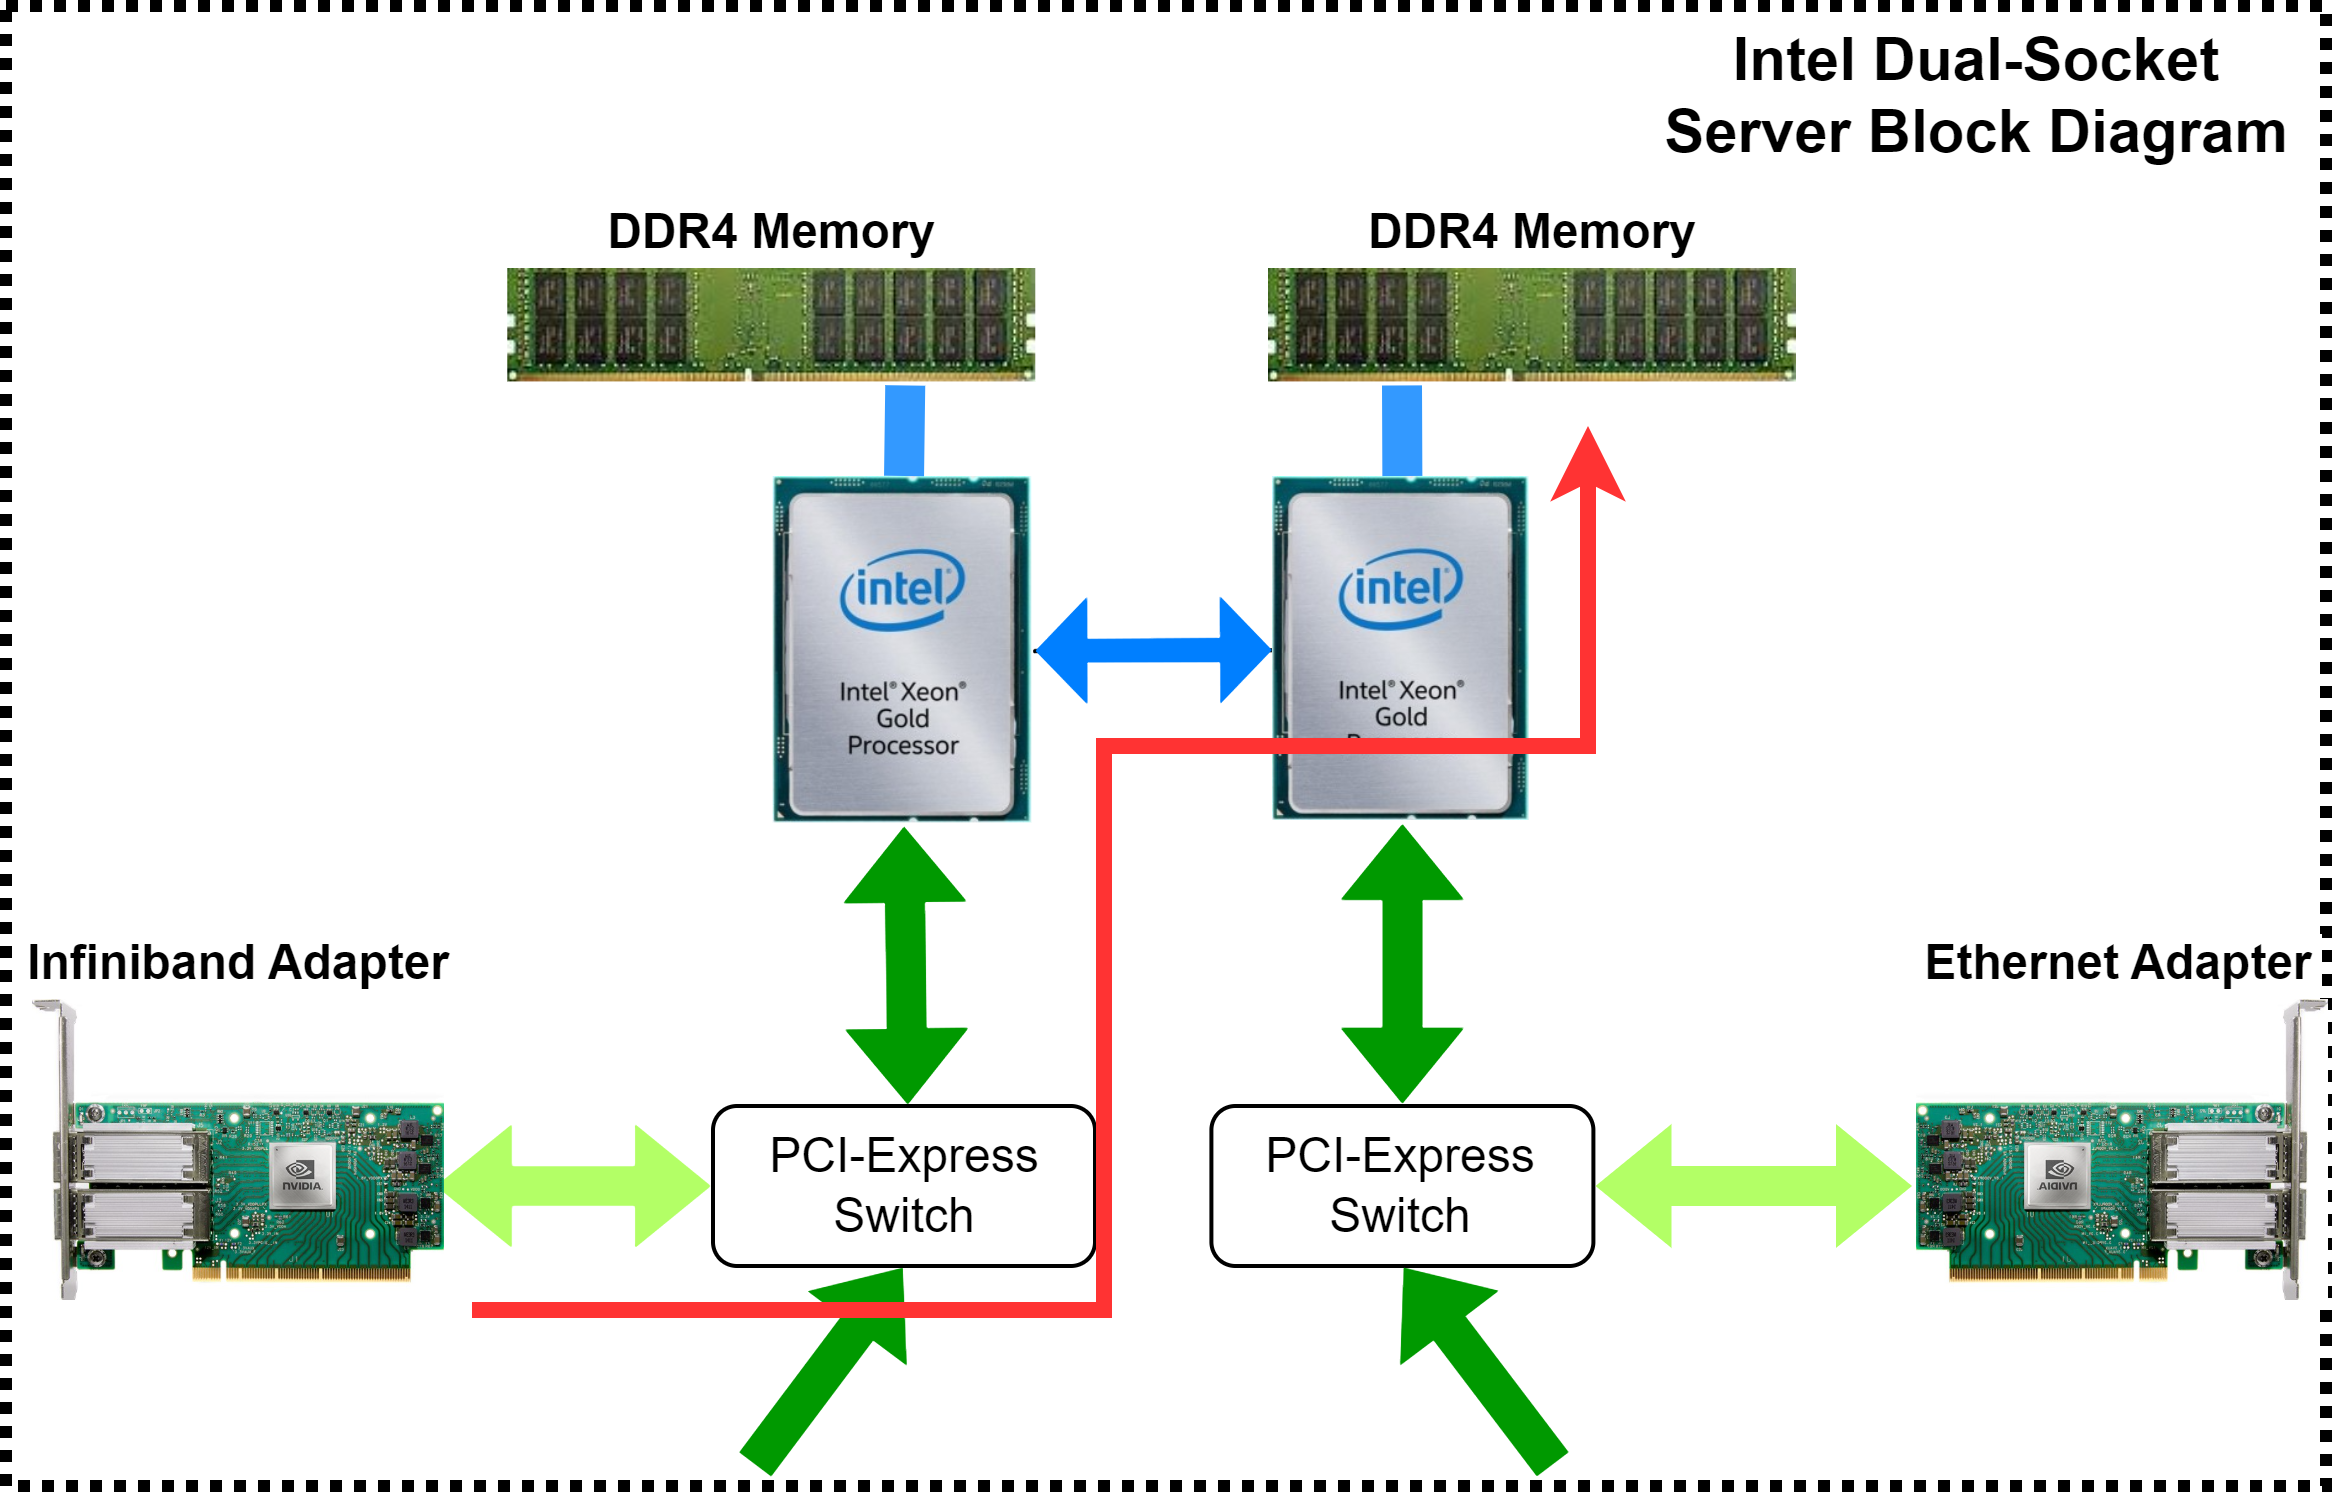 Intel Dual-Socket
Server Block Diagram
DDR4 Memory
DDR4 Memory
intel
Intel® Xeon®
Gold
Processor
intel
Intel® Xeon®
Gold
Infiniband Adapter
Ethernet Adapter
NVIDIA
PCI-Express
Switch
PCI-Express
Switch
NVIDIA